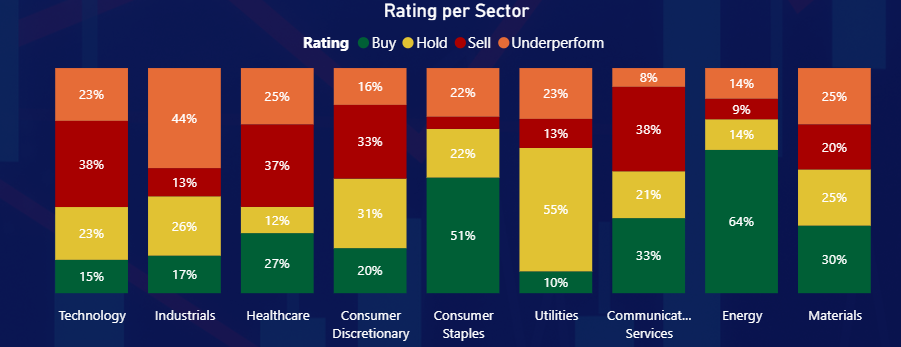 Rating per Sector
Rating Buy Hold Sell Underperform
23% 44% 25% 16% 22% 23% 8% 14% 25%
38% 13% 37% 33% 13% 38% 9% 20%
23% 26% 12% 31% 22% 55% 21% 14% 25%
15% 17% 27% 20% 51% 10% 33% 64% 30%
Technology Industrials Healthcare Consumer Consumer Utilities Communicat... Energy Materials
Discretionary Staples Services